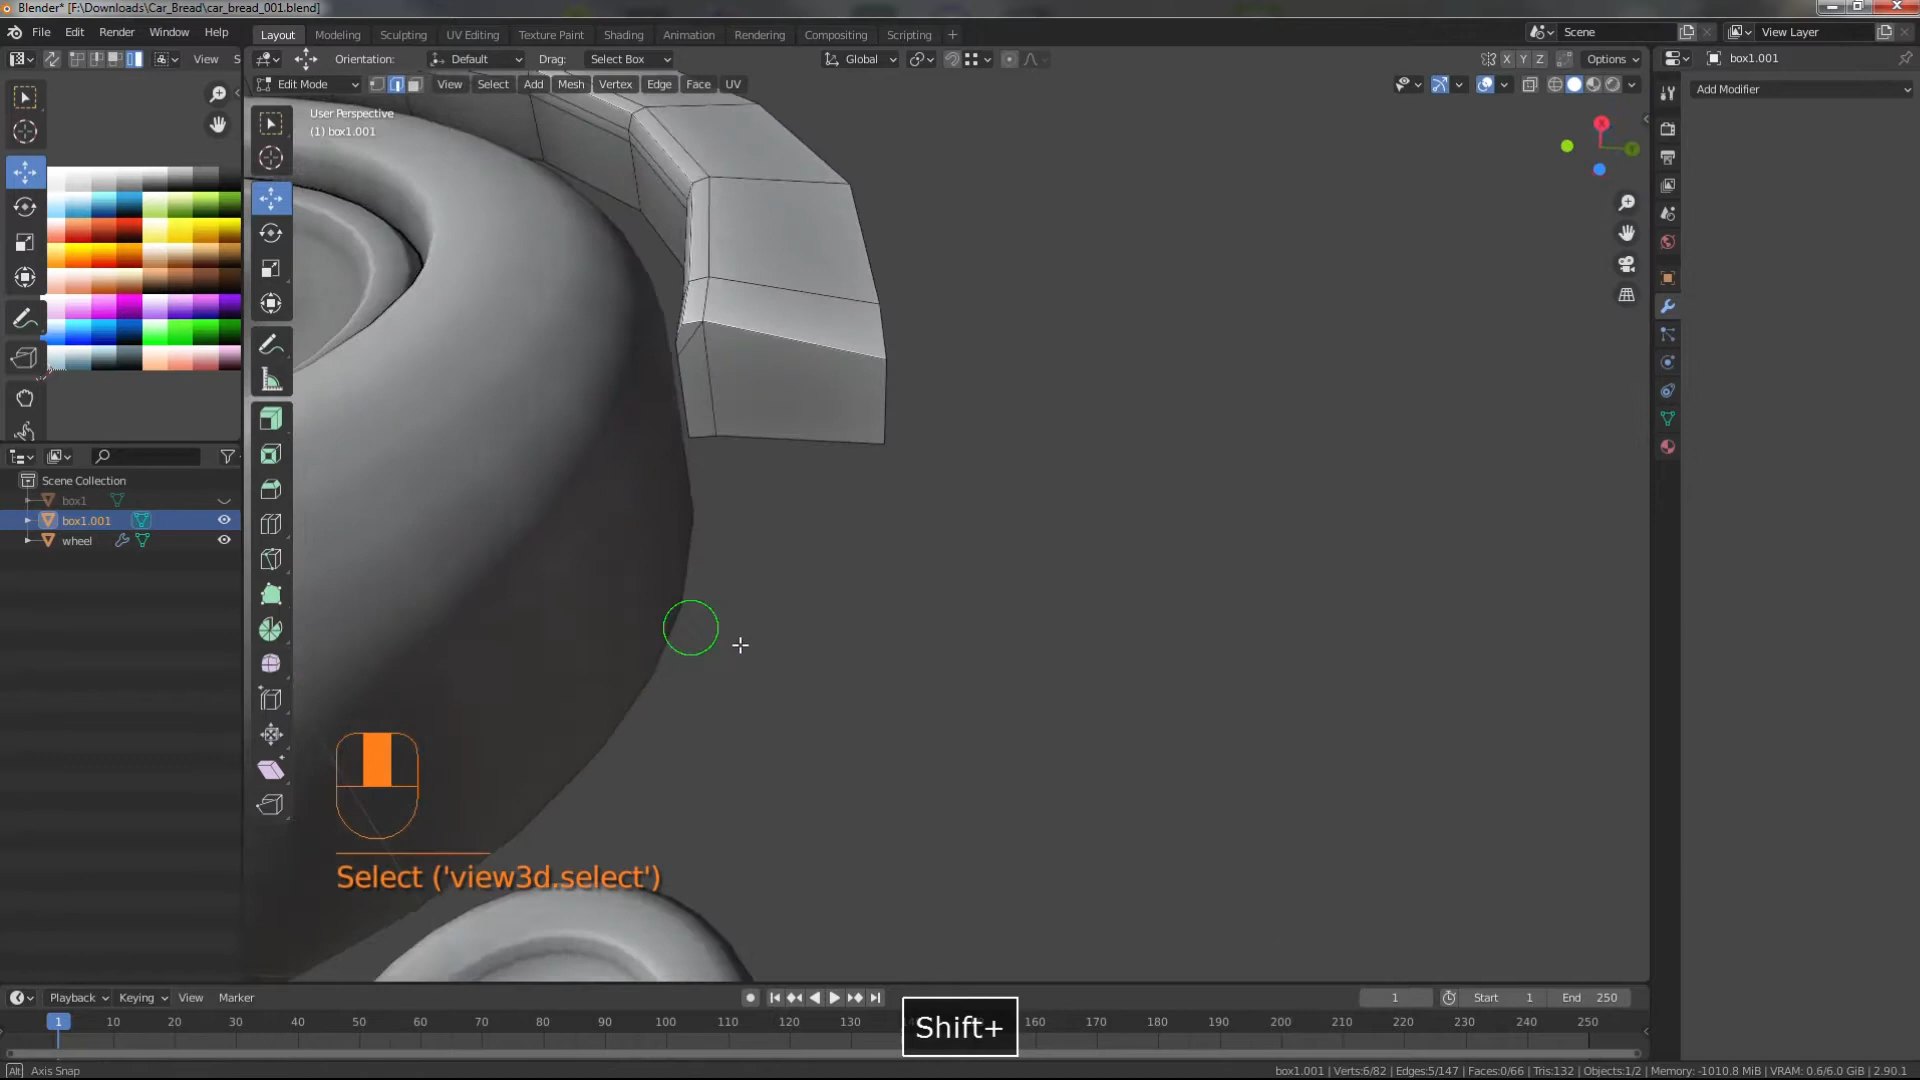 Blender* [F:\Downloads\Car_Bread\car_bread_001.blend]
File Edit Render Window Help
Layout Modeling Sculpting UV Editing Texture Paint Shading Animation Rendering Compositing Scripting +
Scene
View Layer
View S
Orientation: Default Drag: Select Box
Global
X Y Z Options
box1.001
Edit Mode View Select Add Mesh Vertex Edge Face UV
Add Modifier
User Perspective
(1) box1.001
X
Y
Scene Collection
box1
box1.001
wheel
Select ('view3d.select')
Playback Keying View Marker
1 Start 1 End 250
1 10 20 30 40 50 60 70 80 90 100 110 120 130 160 170 180 190 200 210 220 230 240 250
Shift+
Alt Axis Snap
box1.001 | Verts:6/82 | Edges:5/147 | Faces:0/66 | Tris:132 | Objects:1/2 | Memory: -1010.8 MiB | VRAM: 0.6/6.0 GiB | 2.90.1